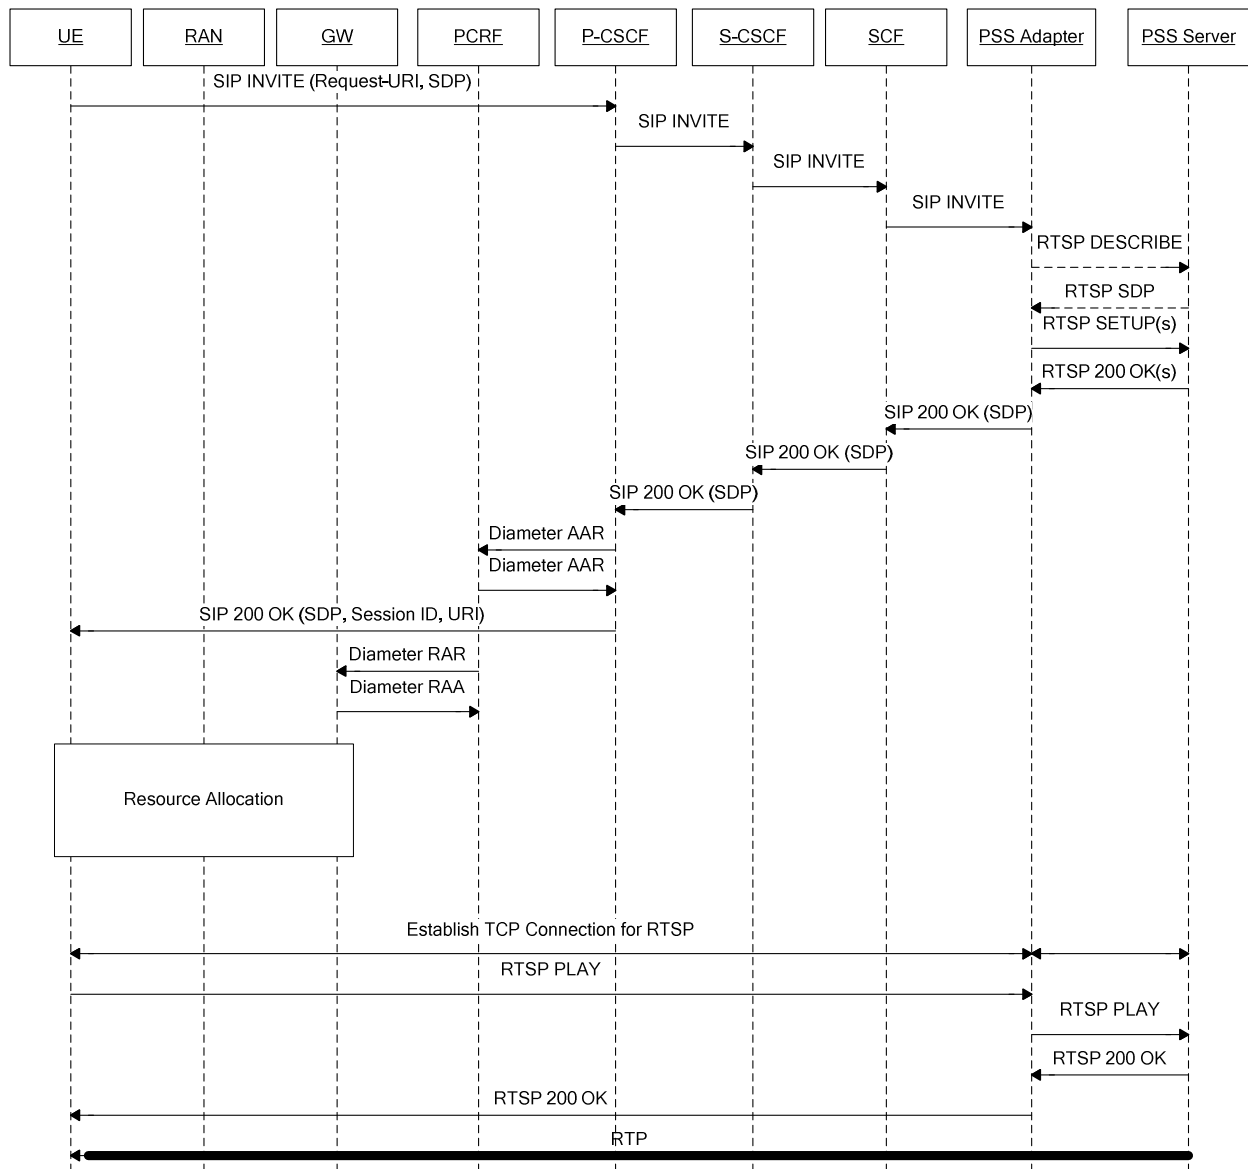 UE
RAN
GW
PCRF
P-CSCF
S-CSCF
SCF
PSS Adapter
PSS Server
SIP INVITE (Request-URI, SDP)
SIP INVITE
SIP INVITE
SIP INVITE
RTSP DESCRIBE
RTSP SDP
RTSP SETUP(s)
RTSP 200 OK(s)
SIP 200 OK (SDP)
SIP 200 OK (SDP)
SIP 200 OK (SDP)
Diameter AAR
Diameter AAR
SIP 200 OK (SDP, Session ID, URI)
Diameter RAR
Diameter RAA
Resource Allocation
Establish TCP Connection for RTSP
RTSP PLAY
RTSP PLAY
RTSP 200 OK
RTSP 200 OK
RTP